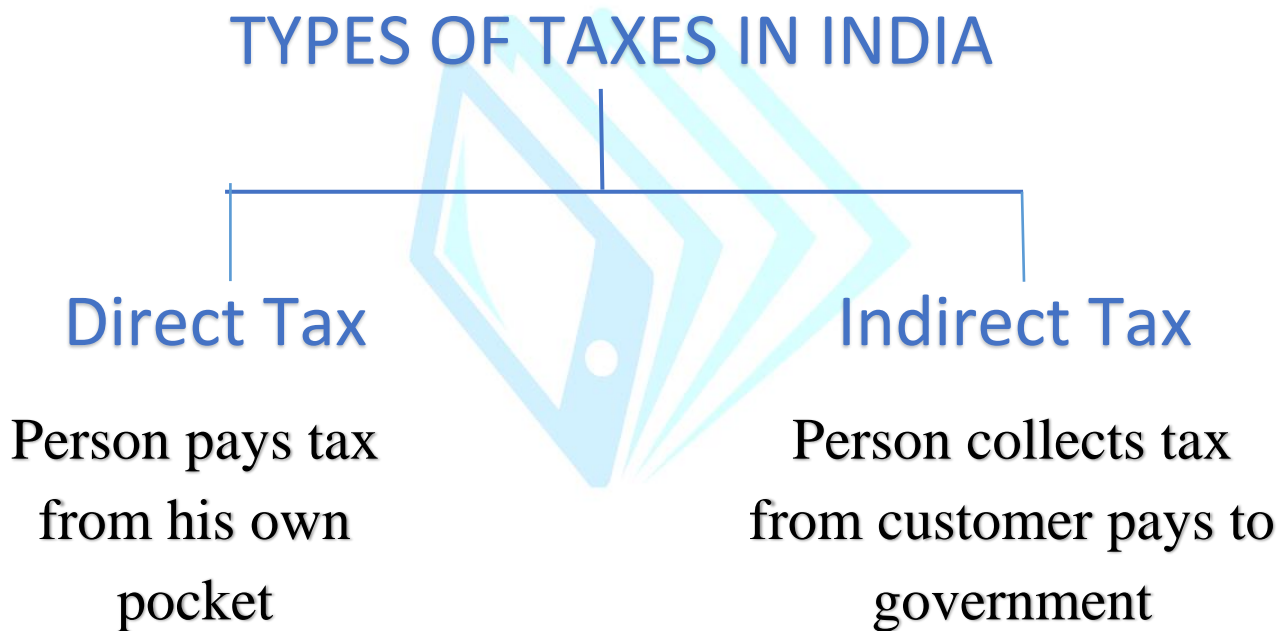 TYPES OF TAXES IN INDIA
Direct Tax
Indirect Tax
Person pays tax
from his own
pocket
Person collects tax
from customer pays to
government